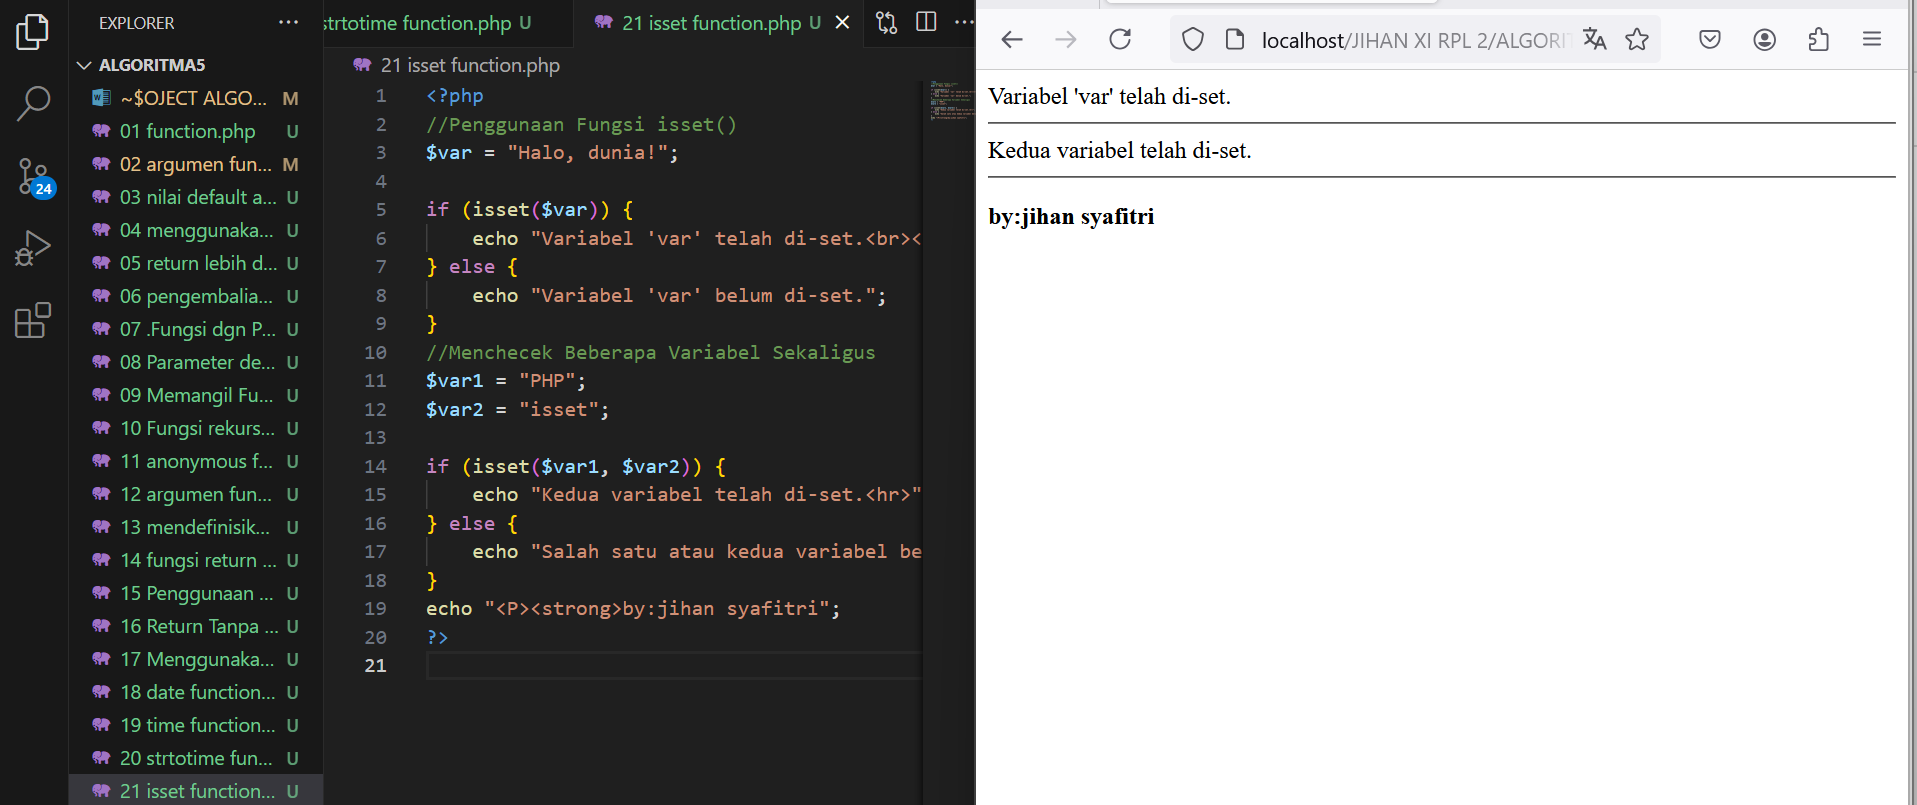 EXPLORER
ALGORITMA5
~$OJECT ALGO... M
01 function.php U
02 argumen fun... M
03 nilai default a... U
04 menggunaka... U
05 return lebih d... U
06 pengembalia... U
07 .Fungsi dgn P... U
08 Parameter de... U
09 Memangil Fu... U
10 Fungsi rekurs... U
11 anonymous f... U
12 argumen fun... U
13 mendefinisik... U
14 fungsi return ... U
15 Penggunaan ... U
16 Return Tanpa ... U
17 Menggunaka... U
18 date function... U
19 time function... U
20 strtotime fun... U
21 isset function... U
24
strtotime function.php U
21 isset function.php U
21 isset function.php
1 <?php
2 //Penggunaan Fungsi isset()
3 $var = "Halo, dunia!";
4
5 if (isset($var)) {
6 echo "Variabel 'var' telah di-set.<br><
7 } else {
8 echo "Variabel 'var' belum di-set.";
9 }
10 //Menchecek Beberapa Variabel Sekaligus
11 $var1 = "PHP";
12 $var2 = "isset";
13
14 if (isset($var1, $var2)) {
15 echo "Kedua variabel telah di-set.<hr>"
16 } else {
17 echo "Salah satu atau kedua variabel be
18 }
19 echo "<P><strong>by:jihan syafitri";
20 ?>
21
localhost/JIHAN XI RPL 2/ALGORIT
Variabel 'var' telah di-set.
Kedua variabel telah di-set.
by:jihan syafitri